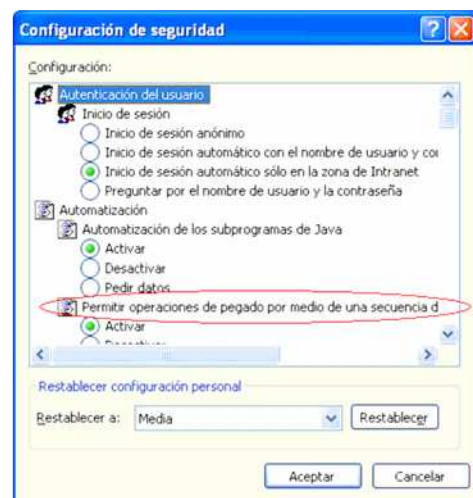 Configuración de seguridad
Configuración:
Autenticación del usuario
Inicio de sesión
Inicio de sesión anónimo
Inicio de sesión automático con el nombre de usuario y
Inicio de sesión automático sólo en la zona de Intranet
Preguntar por el nombre de usuario y la contraseña
Automatización
Automatización de los subprogramas de Java
Activar
Desactivar
Pedir datos
Permitir operaciones de pegado por medio de una secuencia d
Activar
Restablecer configuración personal
Restablecer a: Media Restablecer
Aceptar Cancelar